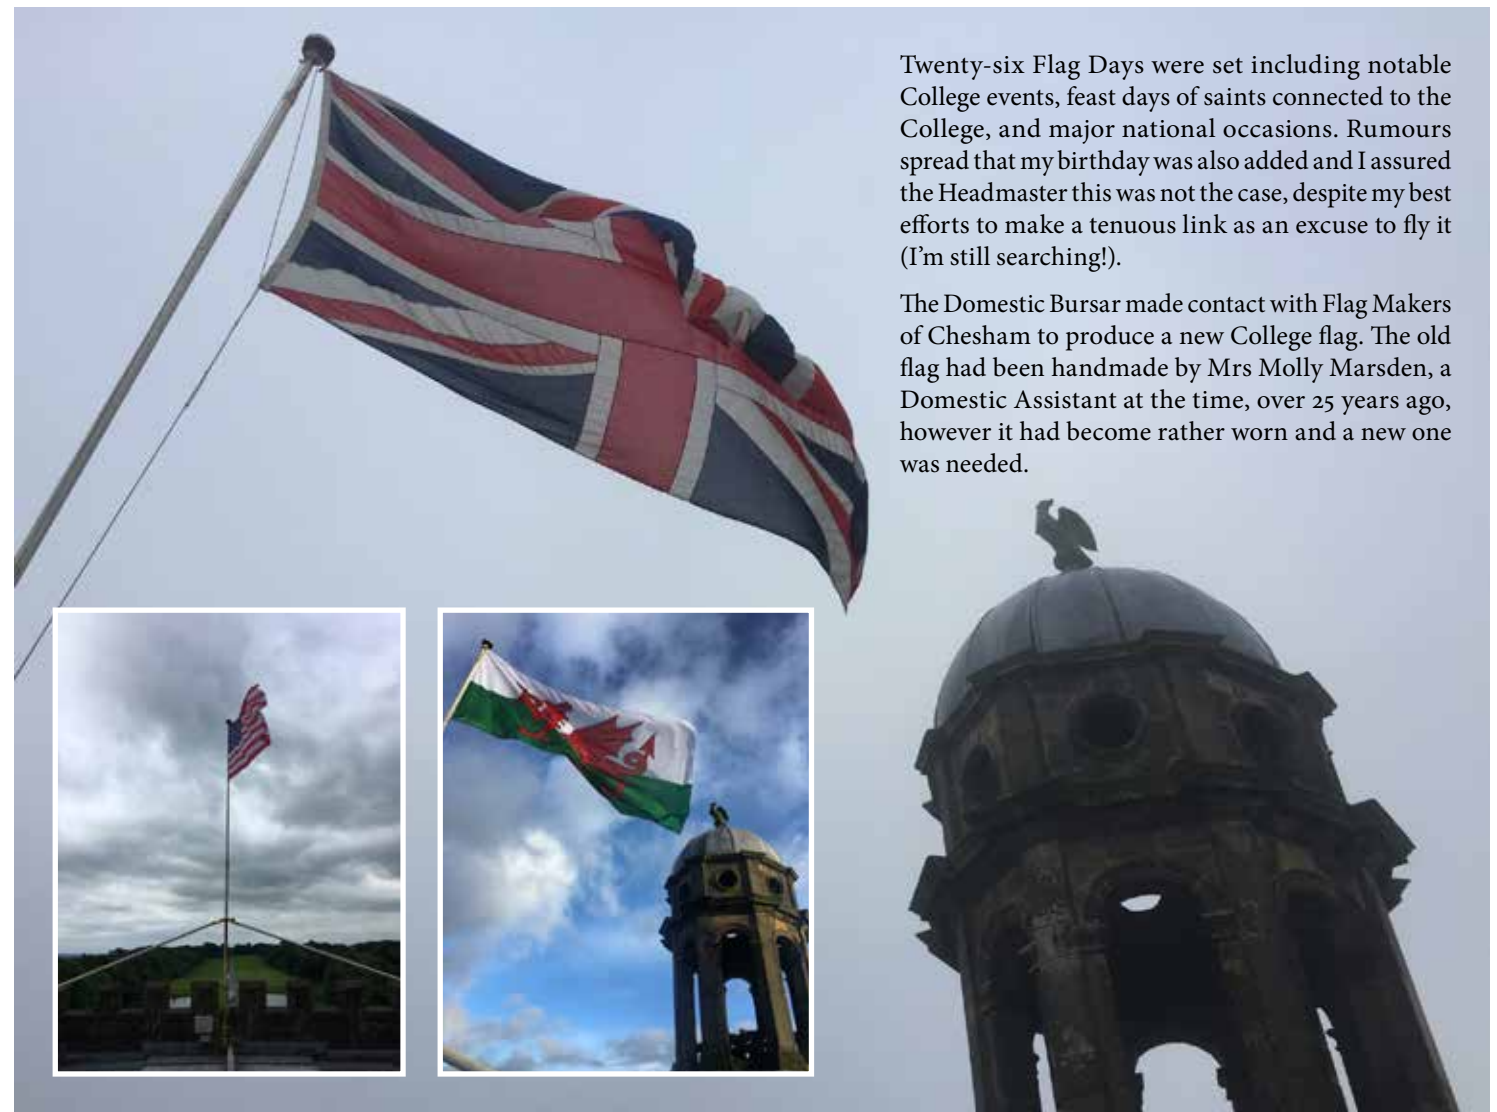 Twenty-six Flag Days were set including notable
College events, feast days of saints connected to the
College, and major national occasions. Rumours
spread that my birthday was also added and I assured
the Headmaster this was not the case, despite my best
efforts to make a tenuous link as an excuse to fly it
(I’m still searching!).
The Domestic Bursar made contact with Flag Makers
of Chesham to produce a new College flag. The old
flag had been handmade by Mrs Molly Marsden, a
Domestic Assistant at the time, over 25 years ago,
however it had become rather worn and a new one
was needed.